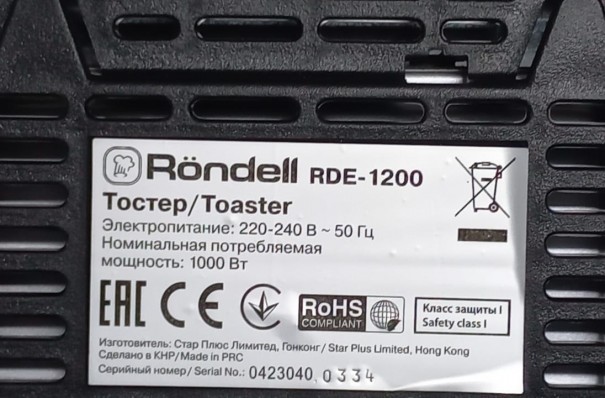 Röndell RDE-1200
Тостер/Toaster
Электропитание: 220-240 В ~ 50 Гц
Номинальная потребляемая
мощность: 1000 Вт
EAC CE
RoHS
COMPLIANT
Класс защиты I
Safety class I
Изготовитель: Стар Плюс Лимитед, Гонконг/ Star Plus Limited, Hong Kong
Сделано в КНР/Made in PRC
Серийный номер/ Serial No.: 0423040 0334